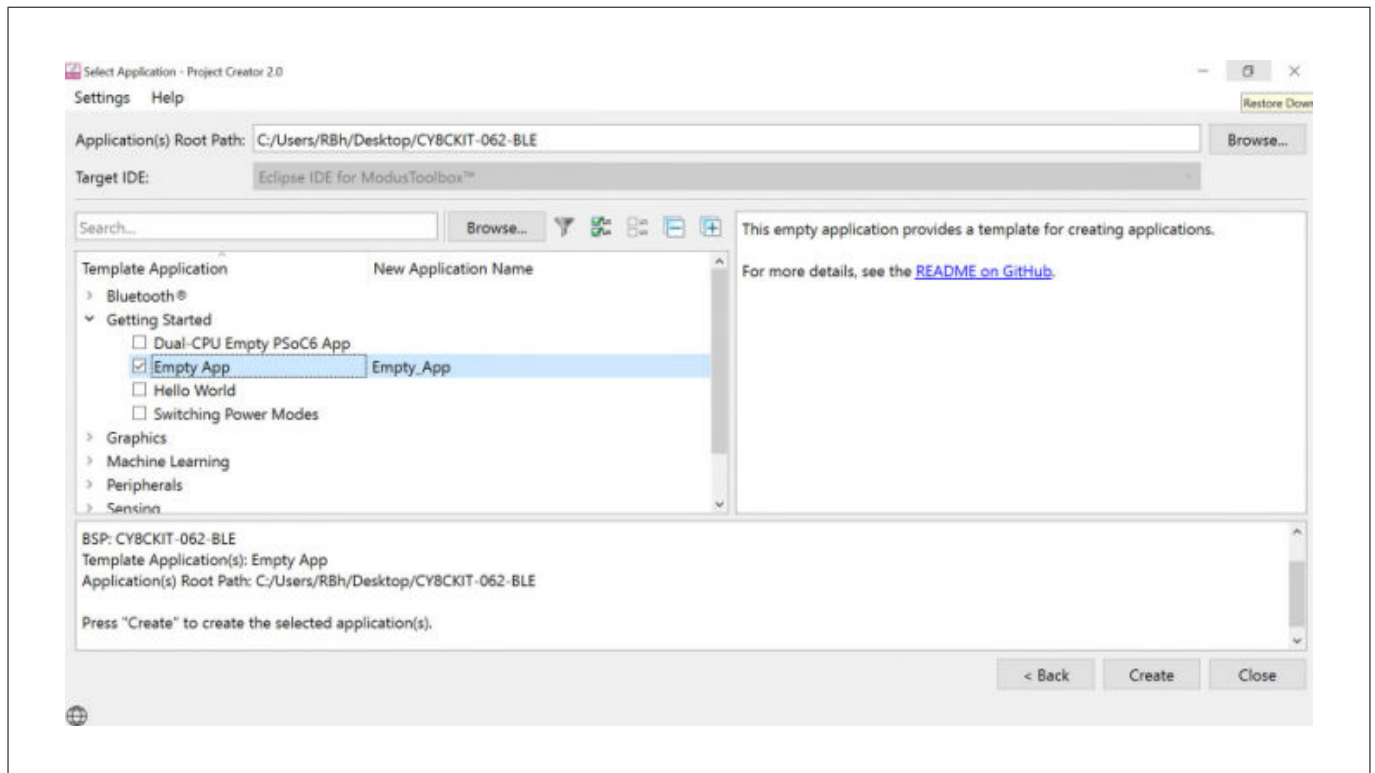 Select Application - Project Creator 2.0
Settings Help
Restore Down
Application(s) Root Path: C:/Users/RBh/Desktop/CY8CKIT-062-BLE Browse...
Target IDE: Eclipse IDE for ModusToolbox™
Search... Browse...
This empty application provides a template for creating applications.
Template Application New Application Name
For more details, see the README on GitHub.
Bluetooth®
Getting Started
Dual-CPU Empty PSoC6 App
Empty App Empty_App
Hello World
Switching Power Modes
Graphics
Machine Learning
Peripherals
Sensing
BSP: CY8CKIT-062-BLE
Template Application(s): Empty App
Application(s) Root Path: C:/Users/RBh/Desktop/CY8CKIT-062-BLE
Press "Create" to create the selected application(s).
< Back Create Close